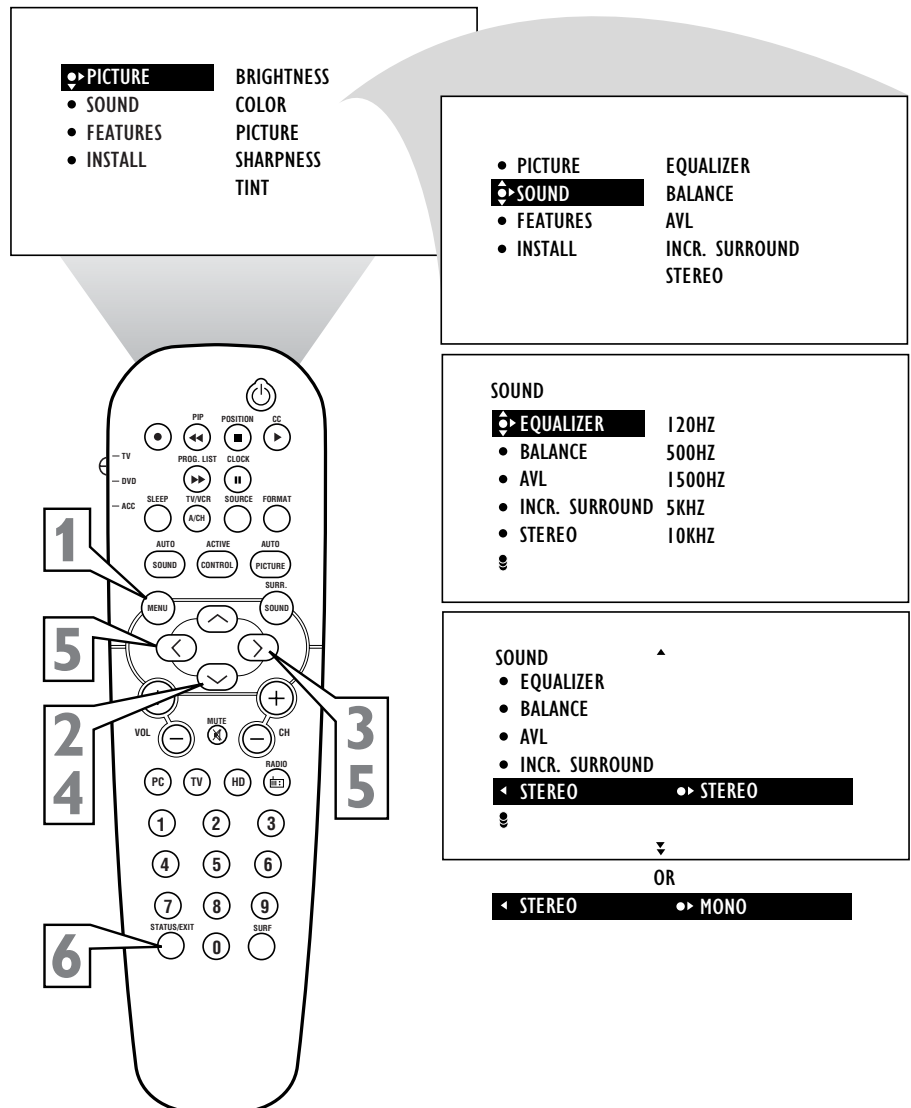 PICTURE BRIGHTNESS
SOUND COLOR
FEATURES PICTURE
INSTALL SHARPNESS
TINT
PICTURE EQUALIZER
SOUND BALANCE
FEATURES AVL
INSTALL INCR. SURROUND
STEREO
SOUND
EQUALIZER 120HZ
BALANCE 500HZ
AVL 1500HZ
INCR. SURROUND 5KHZ
STEREO 10KHZ
SOUND
EQUALIZER
BALANCE
AVL
INCR. SURROUND
STEREO STEREO
OR
STEREO MONO
PIP POSITION CC
TV
DVD
ACC
PROG. LIST CLOCK
SLEEP TV/VCR SOURCE FORMAT
A/CH
AUTO ACTIVE AUTO
SOUND CONTROL PICTURE
SURR.
MENU SOUND
1
5
2
4
3
5
6
+
VOL − MUTE − CH
RADIO
PC TV HD
1 2 3
4 5 6
7 8 9
STATUS/EXIT SURF
0